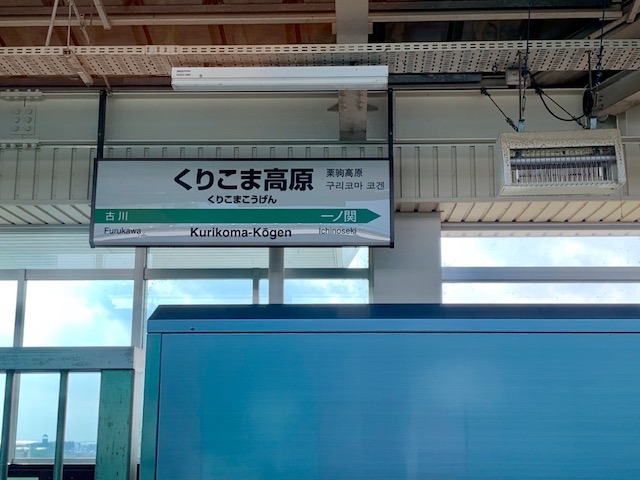 くりこま高原
栗驹高原
구리코마 코겐
くりこまこうげん
古川
一ノ関
Furukawa
Kurikoma-Kōgen
Ichinoseki